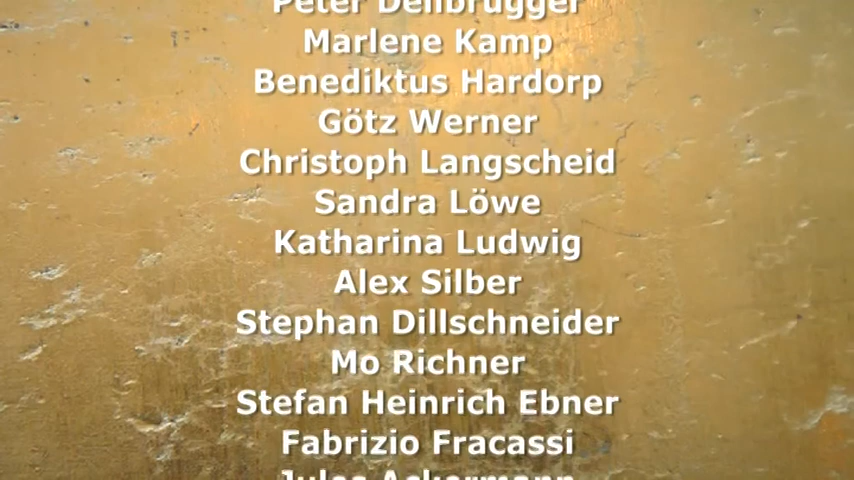 Peter Dellbrügger
Marlene Kamp
Benediktus Hardorp
Götz Werner
Christoph Langscheid
Sandra Löwe
Katharina Ludwig
Alex Silber
Stephan Dillschneider
Mo Richner
Stefan Heinrich Ebner
Fabrizio Fracassi
Jules Ackermann